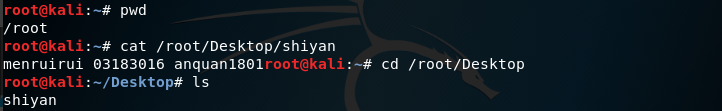 root@kali:~# pwd
/root
root@kali:~# cat /root/Desktop/shiyan
menruirui 03183016 anquan1801root@kali:~# cd /root/Desktop
root@kali:~/Desktop# ls
shiyan